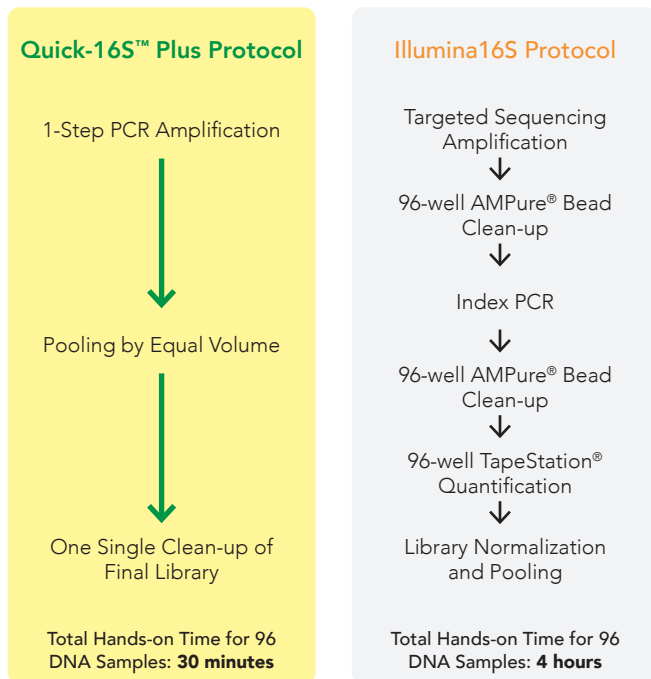 Quick-16S™ Plus Protocol
1-Step PCR Amplification
Pooling by Equal Volume
One Single Clean-up of
Final Library
Total Hands-on Time for 96
DNA Samples: 30 minutes
Illumina16S Protocol
Targeted Sequencing
Amplification
96-well AMPure® Bead
Clean-up
Index PCR
96-well AMPure® Bead
Clean-up
96-well TapeStation®
Quantification
Library Normalization
and Pooling
Total Hands-on Time for 96
DNA Samples: 4 hours